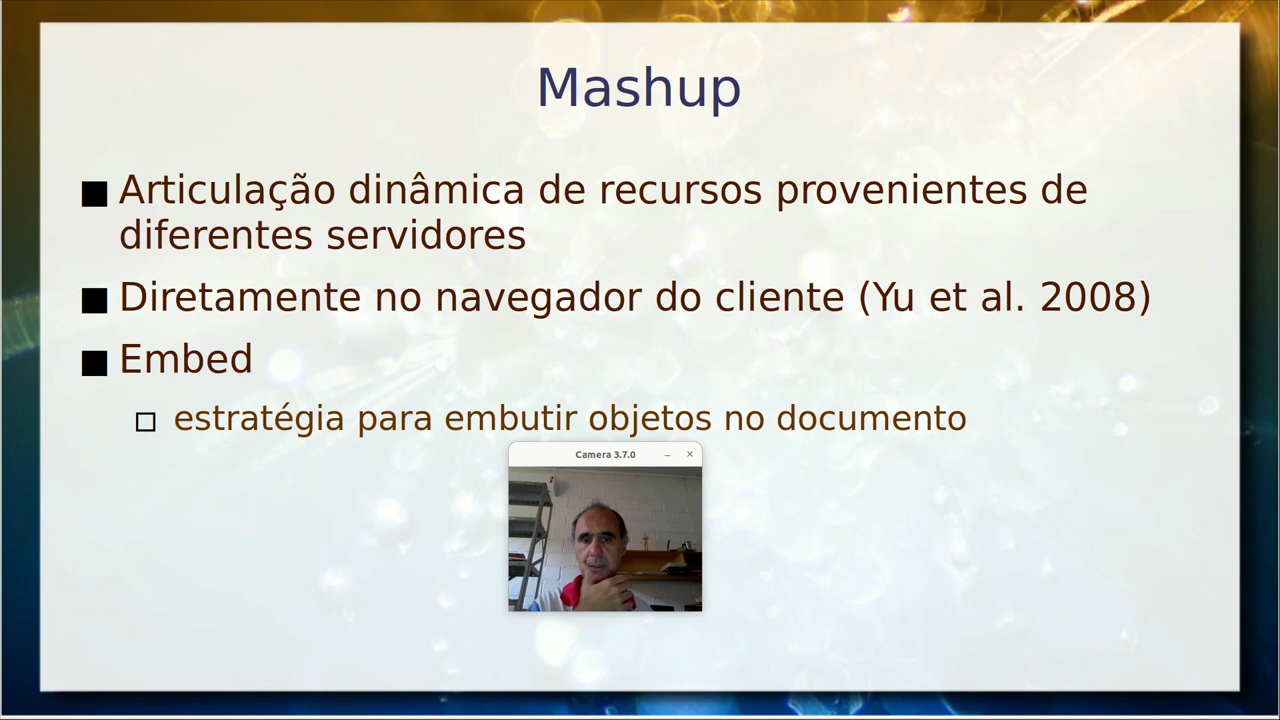 Mashup
Articulação dinâmica de recursos provenientes de
diferentes servidores
Diretamente no navegador do cliente (Yu et al. 2008)
Embed
estratégia para embutir objetos no documento
Camera 3.7.0